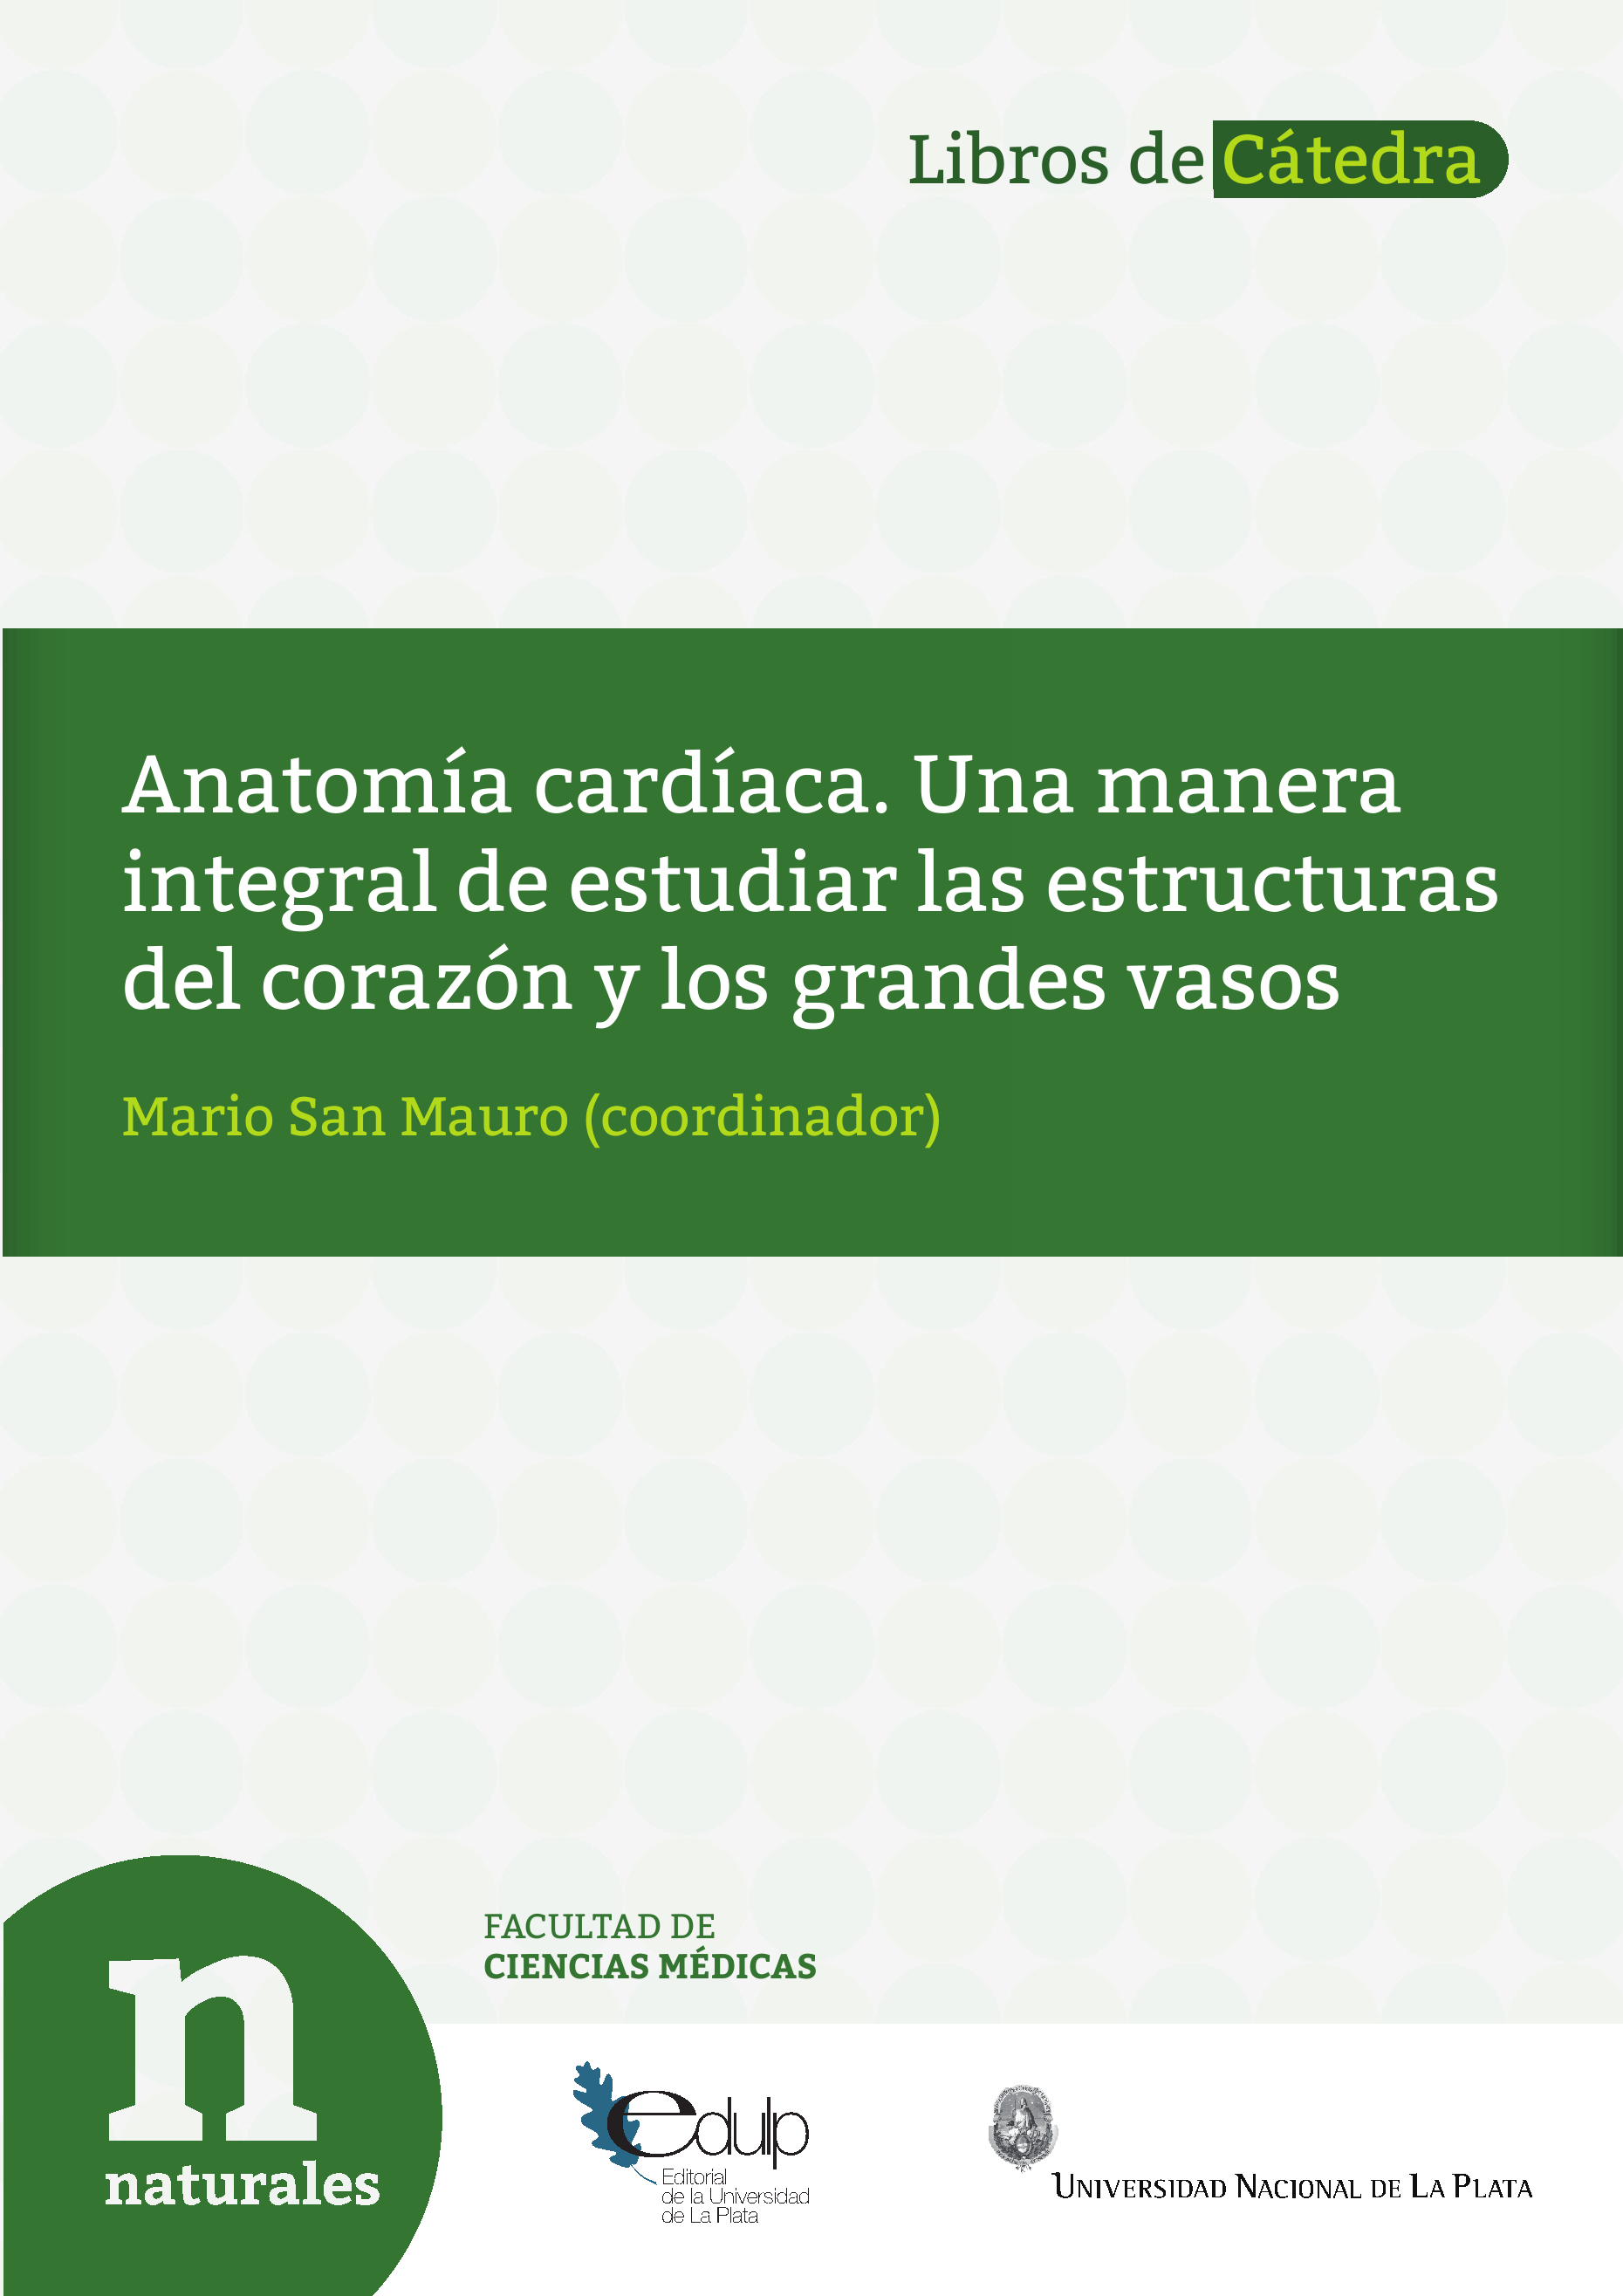 Libros de Cátedra
Anatomía cardíaca. Una manera
integral de estudiar las estructuras
del corazón y los grandes vasos
Mario San Mauro (coordinador)
FACULTAD DE
CIENCIAS MÉDICAS
n
naturales
edulp
Editorial
de la Universidad
de La Plata
UNIVERSIDAD NACIONAL DE LA PLATA